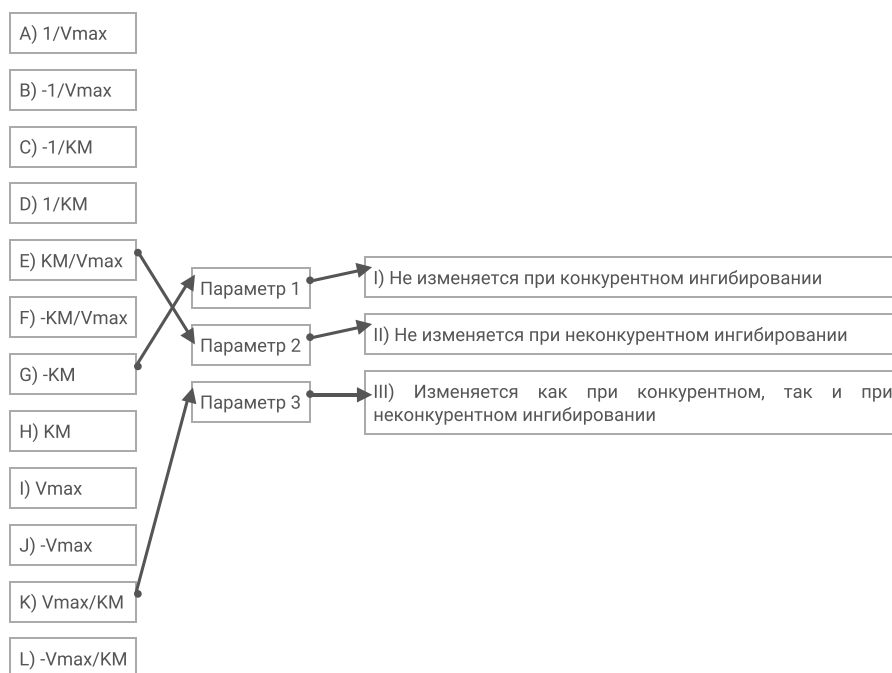 A) 1/Vmax
B) -1/Vmax
C) -1/KM
D) 1/KM
E) KM/Vmax
F) -KM/Vmax
G) -KM
H) KM
I) Vmax
J) -Vmax
K) Vmax/KM
L) -Vmax/KM
Параметр 1
Параметр 2
Параметр 3
I) Не изменяется при конкурентном ингибировании
II) Не изменяется при неконкурентном ингибировании
III) Изменяется как при конкурентном, так и при
неконкурентном ингибировании